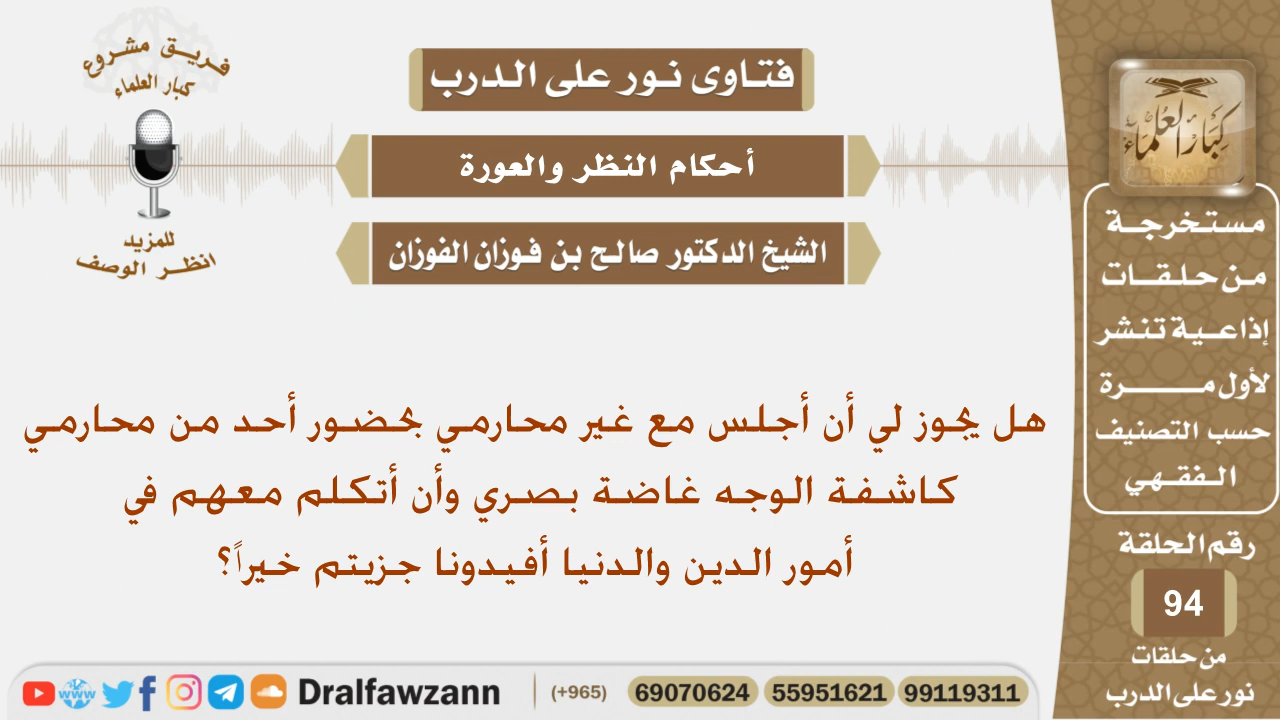 فريق مشروع
كبار العلماء
للمزيد
انظر الوصف
فتاوى نور على الدرب
أحكام النظر والعورة
الشيخ الدكتور صالح بن فوزان الفوزان
هل يجوز لي أن أجلس مع غير محارمي بحضور أحد من محارمي
كاشفة الوجه غاضة بصري وأن أتكلم معهم في
أمور الدين والدنيا أفيدونا جزيتم خيراً؟
كبار العلماء
مستخرجة
من حلقات
إذاعية تنشر
لأول مرة
حسب التصنيف
الفقهي
رقم الحلقة
94
من حلقات
نور على الدرب
www Dralfawzann (+965) 69070624 55951621 99119311